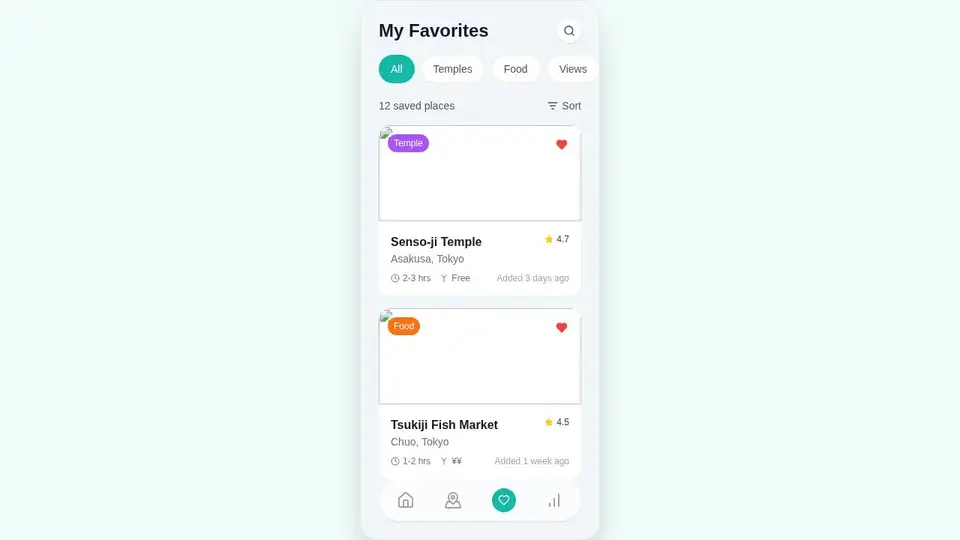 My Favorites
All Temples Food Views
12 saved places Sort
Temple
Senso-ji Temple 4.7
Asakusa, Tokyo
2-3 hrs Free Added 3 days ago
Food
Tsukiji Fish Market 4.5
Chuo, Tokyo
1-2 hrs ¥¥ Added 1 week ago